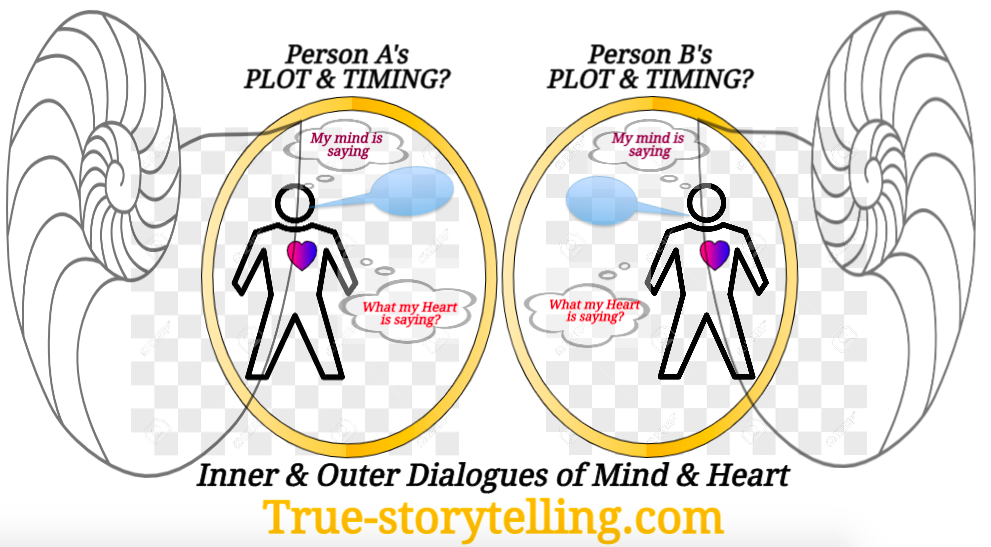 Person A's
PLOT & TIMING?
Person B's
PLOT & TIMING?
My mind is
saying
My mind is
saying
What my Heart
is saying?
What my Heart
is saying?
Inner & Outer Dialogues of Mind & Heart
True-storytelling.com